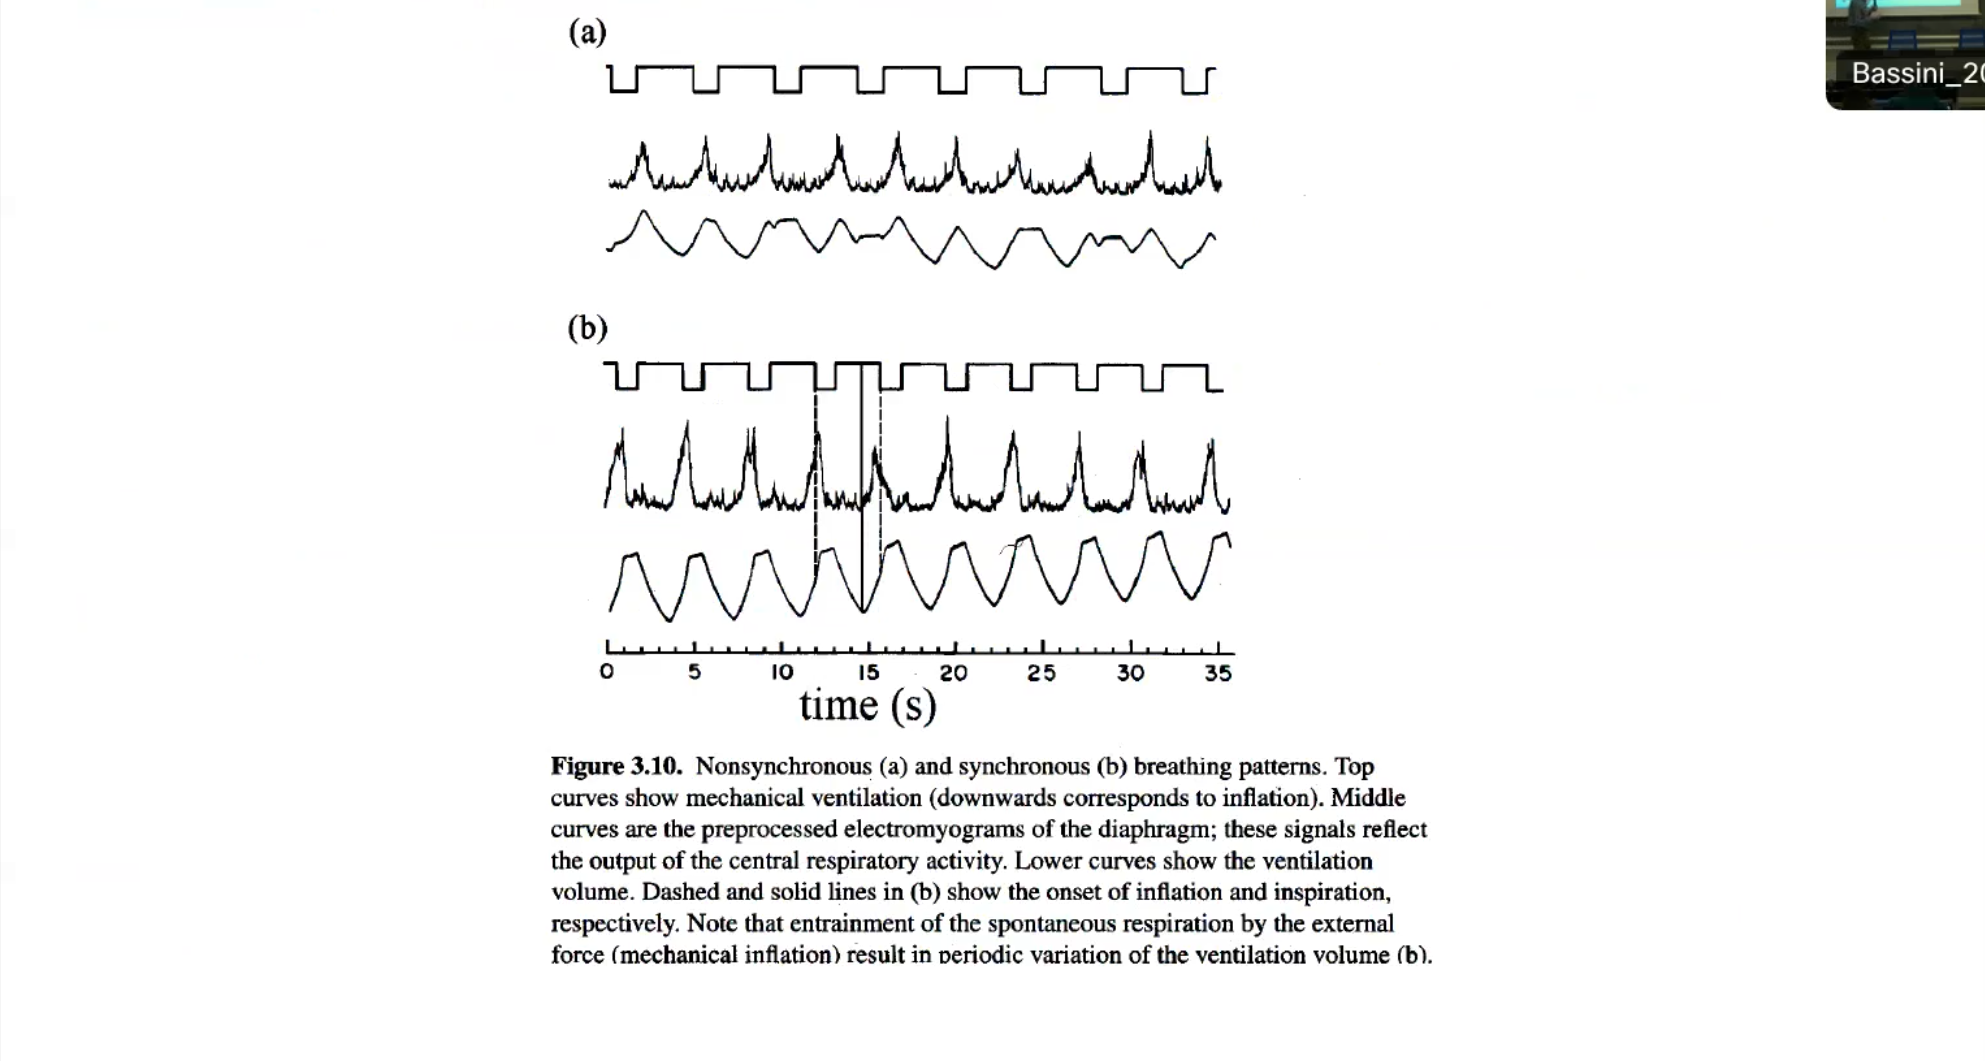 (a)
Bassini_20
(b)
0 5 10 15 20 25 30 35
time (s)
Figure 3.10. Nonsynchronous (a) and synchronous (b) breathing patterns. Top
curves show mechanical ventilation (downwards corresponds to inflation). Middle
curves are the preprocessed electromyograms of the diaphragm; these signals reflect
the output of the central respiratory activity. Lower curves show the ventilation
volume. Dashed and solid lines in (b) show the onset of inflation and inspiration,
respectively. Note that entrainment of the spontaneous respiration by the external
force (mechanical inflation) result in periodic variation of the ventilation volume (b).